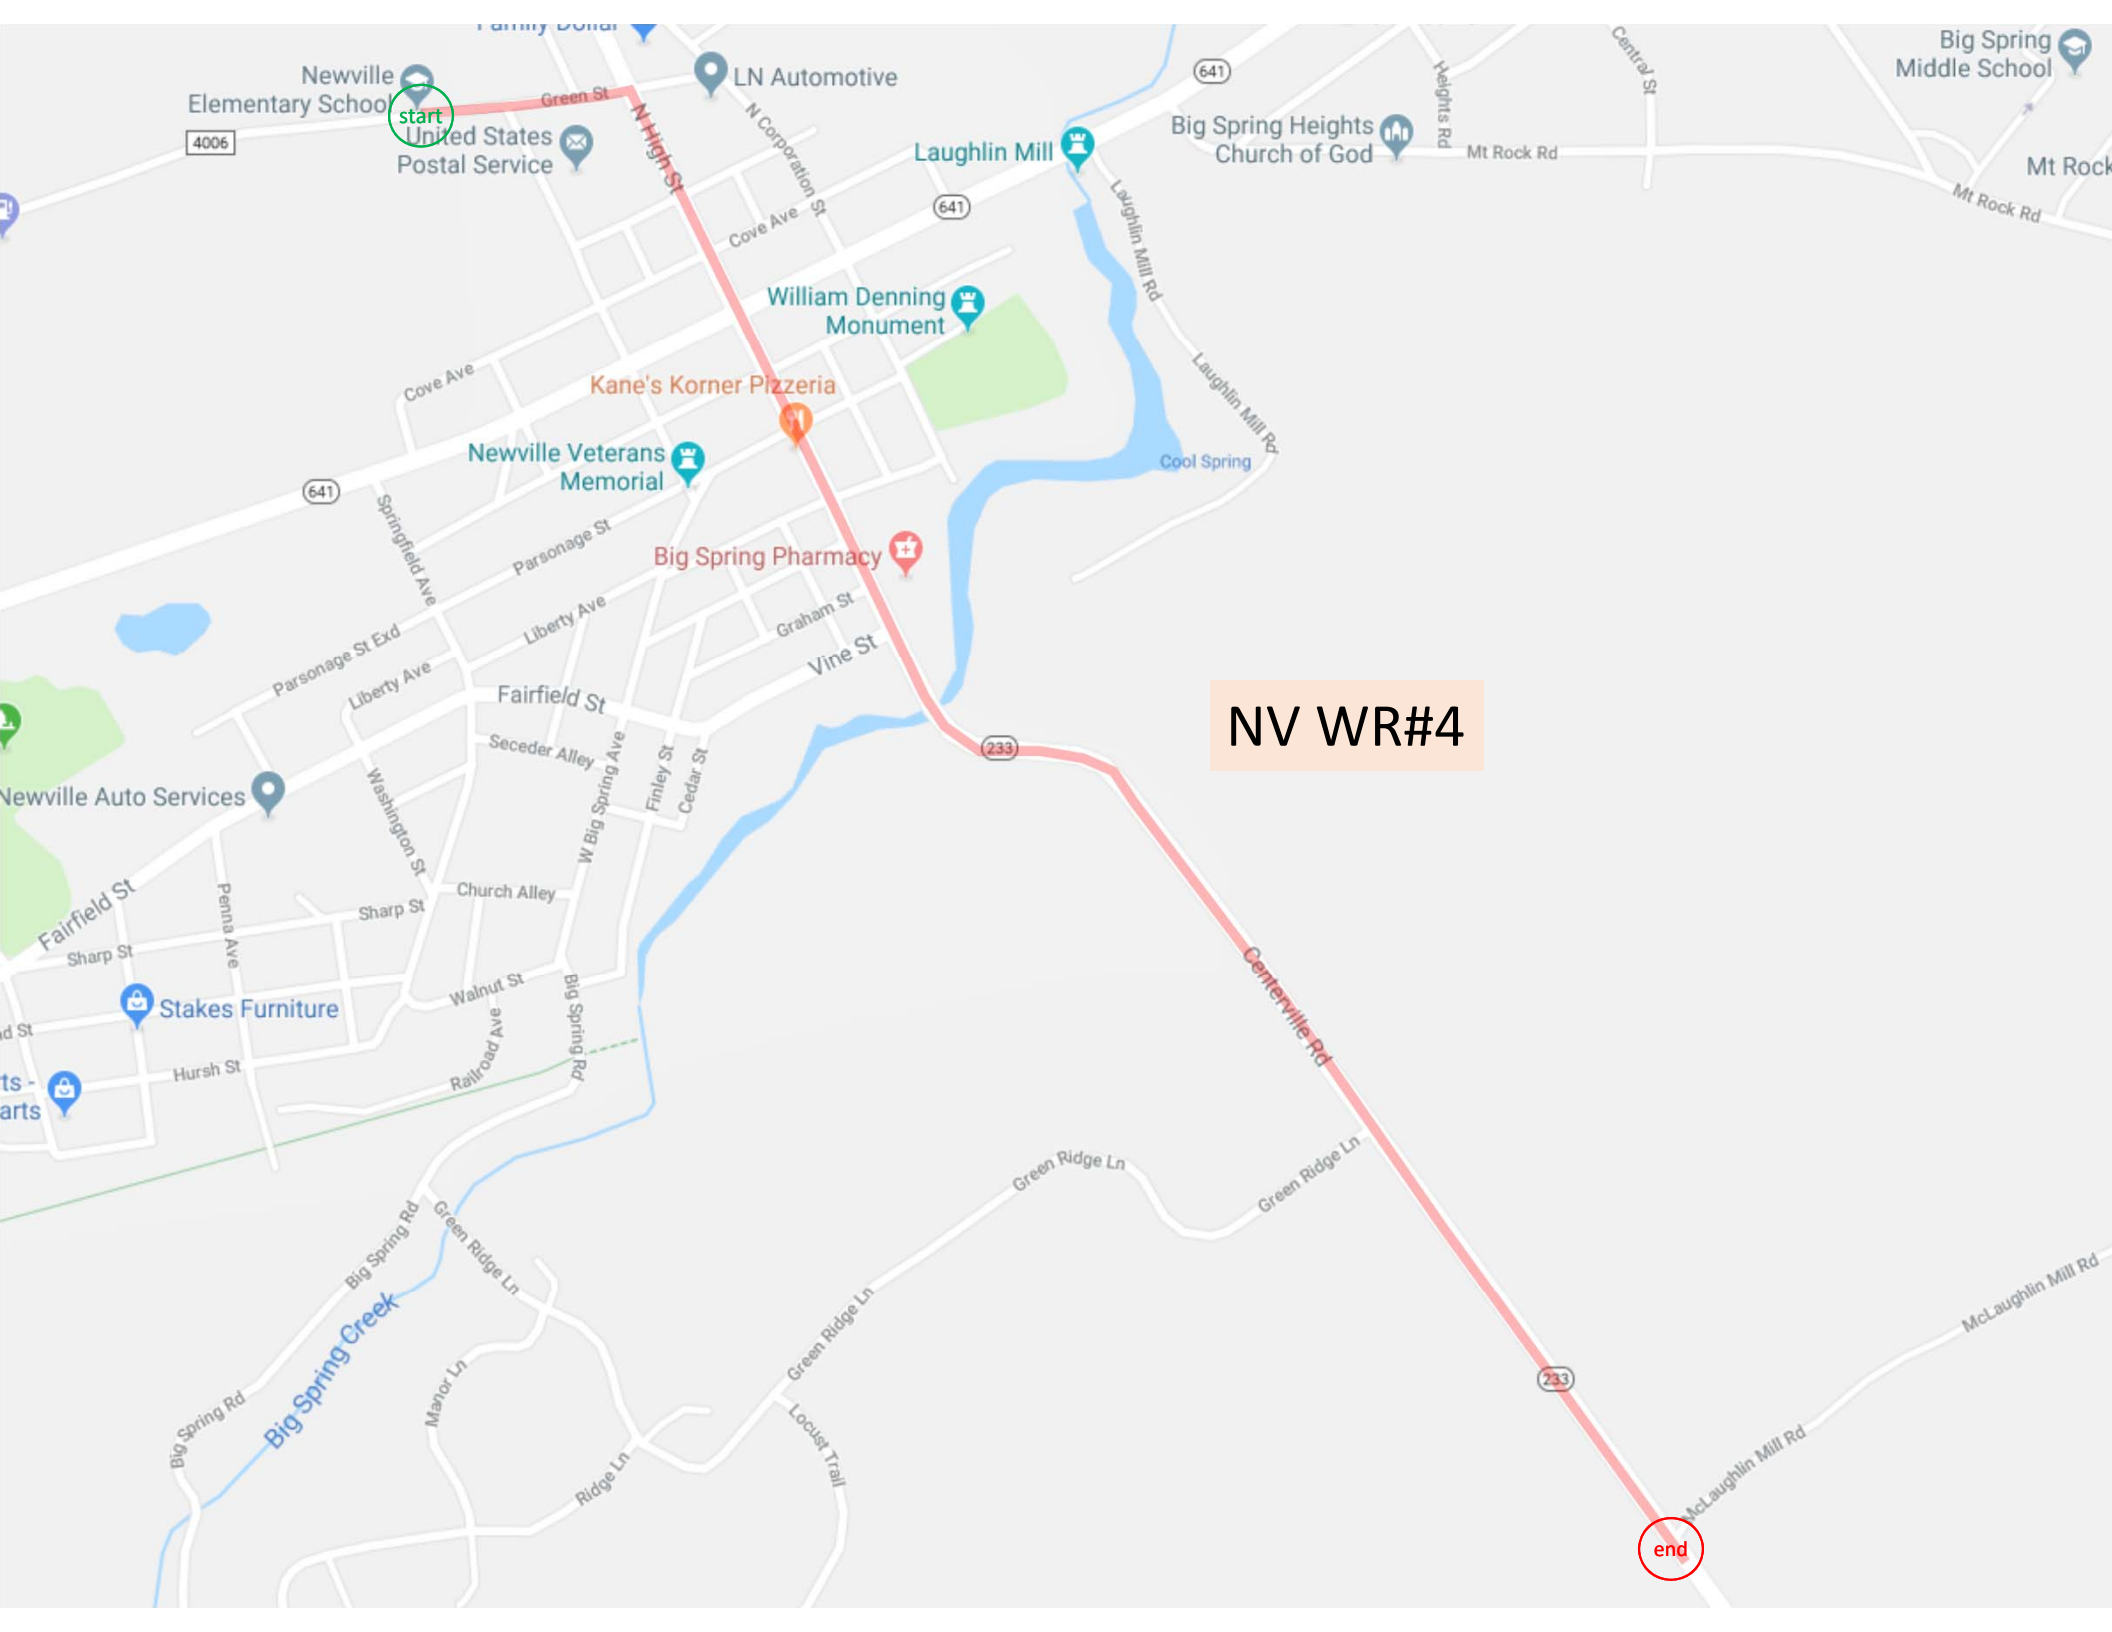 Family Dollar
Newville
Elementary School
start
4006
Green St
United States
Postal Service
LN Automotive
N High St
N Corporation St
641
Central St
Heights Rd
Big Spring
Middle School
Big Spring Heights
Church of God
Mt Rock Rd
Mt Rock
Mt Rock Rd
Laughlin Mill
Laughlin Mill Rd
641
Cove Ave
William Denning
Monument
Laughlin Mill Rd
Cove Ave
Kane's Korner Pizzeria
Newville Veterans
Memorial
Cool Spring
641
Springfield Ave
Parsonage St
Big Spring Pharmacy
Liberty Ave
Graham St
Parsonage St Exd
Vine St
Liberty Ave
Fairfield St
NV WR#4
233
Seceder Alley
W Big Spring Ave
Finley St
Cedar St
Newville Auto Services
Washington St
Church Alley
Fairfield St
Penna Ave
Sharp St
Sharp St
Centerville Rd
Walnut St
Big Spring Rd
Stakes Furniture
nd St
Railroad Ave
Hursh St
ts -
arts
Green Ridge Ln
Green Ridge Ln
Big Spring Rd
Green Ridge Ln
McLaughlin Mill Rd
Big Spring Creek
Green Ridge Ln
Manor Ln
233
Big Spring Rd
Locust Trail
Ridge Ln
McLaughlin Mill Rd
end